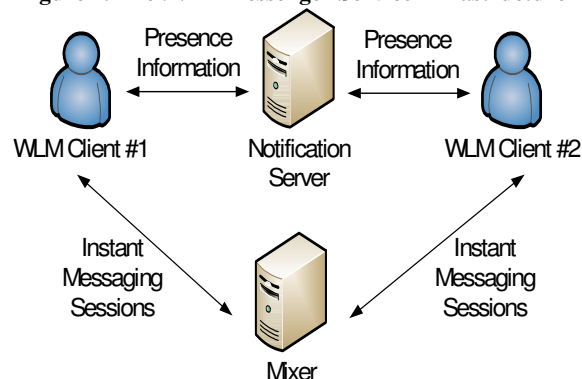 Presence
Information
Presence
Information
WLM Client #1
Notification
Server
WLM Client #2
Instant
Messaging
Sessions
Instant
Messaging
Sessions
Mixer